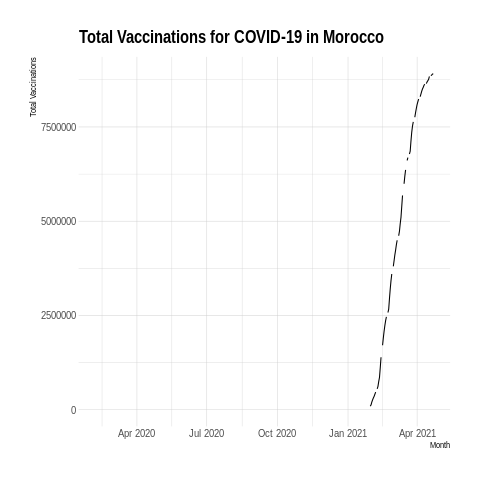 Total Vaccinations for COVID-19 in Morocco
Total Vaccinations
7500000
5000000
2500000
0
Apr 2020 Jul 2020 Oct 2020 Jan 2021 Apr 2021
Month